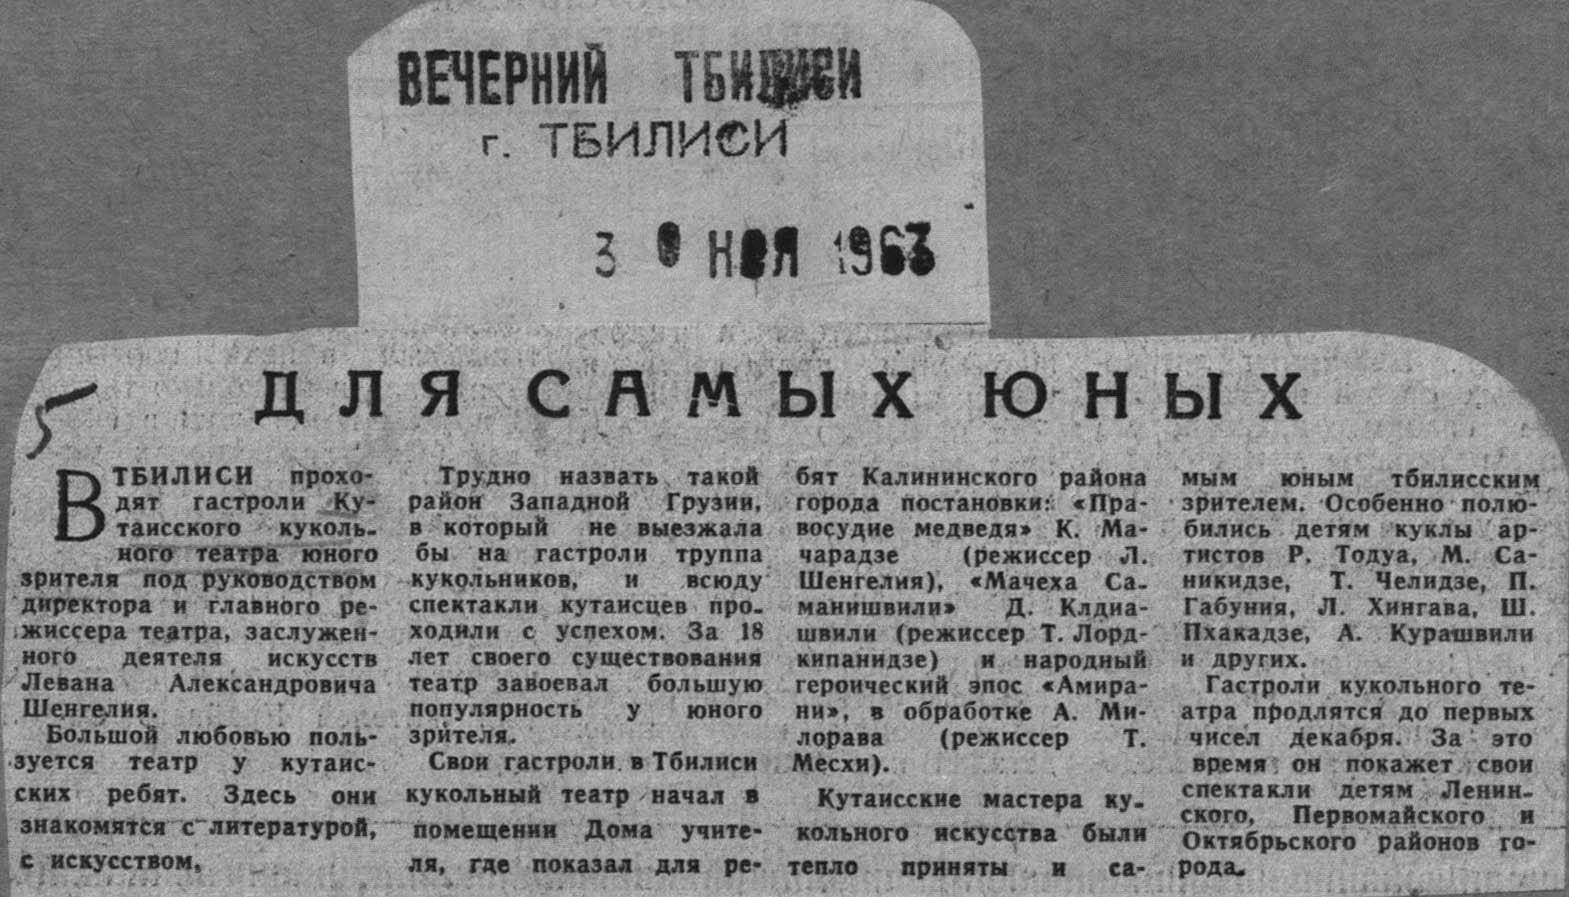 ВЕЧЕРНИЙ ТБИЛИСИ
г. ТБИЛИСИ
3 0 НОЯ 1963
5
ДЛЯ САМЫХ ЮНЫХ
В ТБИЛИСИ прохо-
дят гастроли Ку-
таисского куколь-
ного театра юного
зрителя под руководством
директора и главного ре-
жиссера театра, заслужен-
ного деятеля искусств
Левана Александровича
Шенгелия.
Большой любовью поль-
зуется театр у кутаис-
ских ребят. Здесь они
знакомятся с литературой,
с искусством.
Трудно назвать такой
район Западной Грузии,
в который не выезжала
бы на гастроли труппа
кукольников, и всюду
спектакли кутаисцев про-
ходили с успехом. За 18
лет своего существования
театр завоевал большую
популярность у юного
зрителя.
Свои гастроли в Тбилиси
кукольный театр начал в
помещении Дома учите-
ля, где показал для ре-
бят Калининского района
города постановки: «Пра-
восудие медведя» К. Ма-
чарадзе (режиссер Л.
Шенгелия), «Мачеха Са-
манишвили» Д. Клдиа-
швили (режиссер Т. Лорд-
кипанидзе) и народный
героический эпос «Амира-
ни», в обработке А. Ми-
лорава (режиссер Т.
Месхи).
Кутаисские мастера ку-
кольного искусства были
тепло приняты и са-
мым юным тбилисским
зрителем. Особенно полю-
бились детям куклы ар-
тистов Р. Тодуа, М. Са-
никидзе, Т. Челидзе, П.
Габуния, Л. Хингава, Ш.
Пхакадзе, А. Курашвили
и других.
Гастроли кукольного те-
атра продлятся до первых
чисел декабря. За это
время он покажет свои
спектакли детям Ленин-
ского, Первомайского и
Октябрьского районов го-
рода.